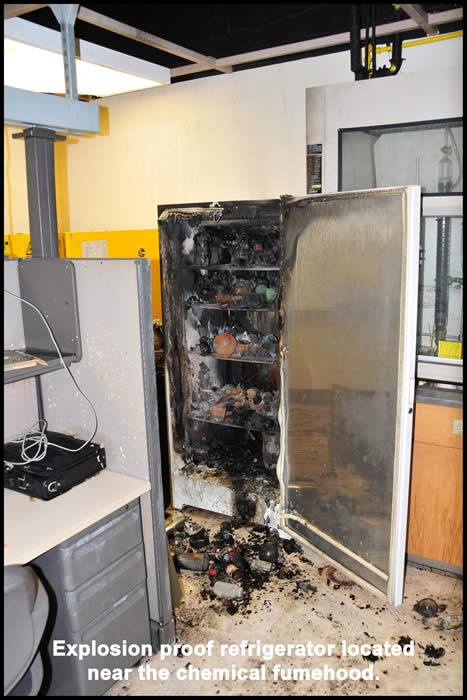 Explosion proof refrigerator located
near the chemical fumehood.